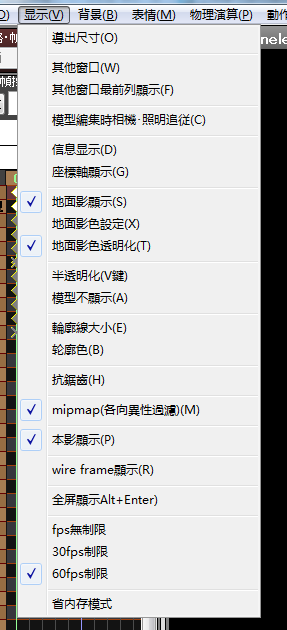 D) 显示(V) 背景(B) 表情(M) 物理演算(P) 動作
nele
導出尺寸(O)
其他窗口(W)
其他窗口最前列顯示(F)
模型編集時相機·照明追従(C)
信息显示(D)
座標軸顯示(G)
地面影顯示(S)
地面影色設定(X)
地面影色透明化(T)
半透明化(V鍵)
模型不顯示(A)
輪廓線大小(E)
轮廓色(B)
抗鋸齒(H)
mipmap(各向異性過濾)(M)
本影顯示(P)
wire frame顯示(R)
全屏顯示Alt+Enter)
fps無制限
30fps制限
60fps制限
省内存模式